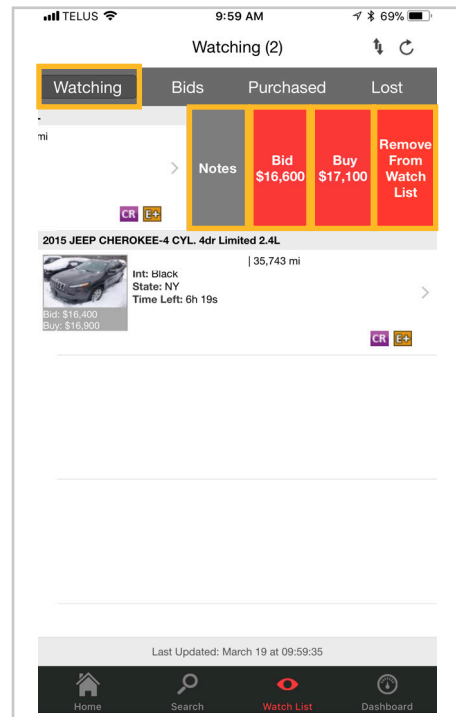 TELUS 9:59 AM 69%
Watching (2)
Watching Bids Purchased Lost
mi
Notes
Bid
$16,600
Buy
$17,100
Remove
From
Watch
List
CR E+
2015 JEEP CHEROKEE-4 CYL. 4dr Limited 2.4L
| 35,743 mi
Int: Black
State: NY
Time Left: 6h 19s
Bid: $16,400
Buy: $16,900
CR E+
Last Updated: March 19 at 09:59:35
Home Search Watch List Dashboard